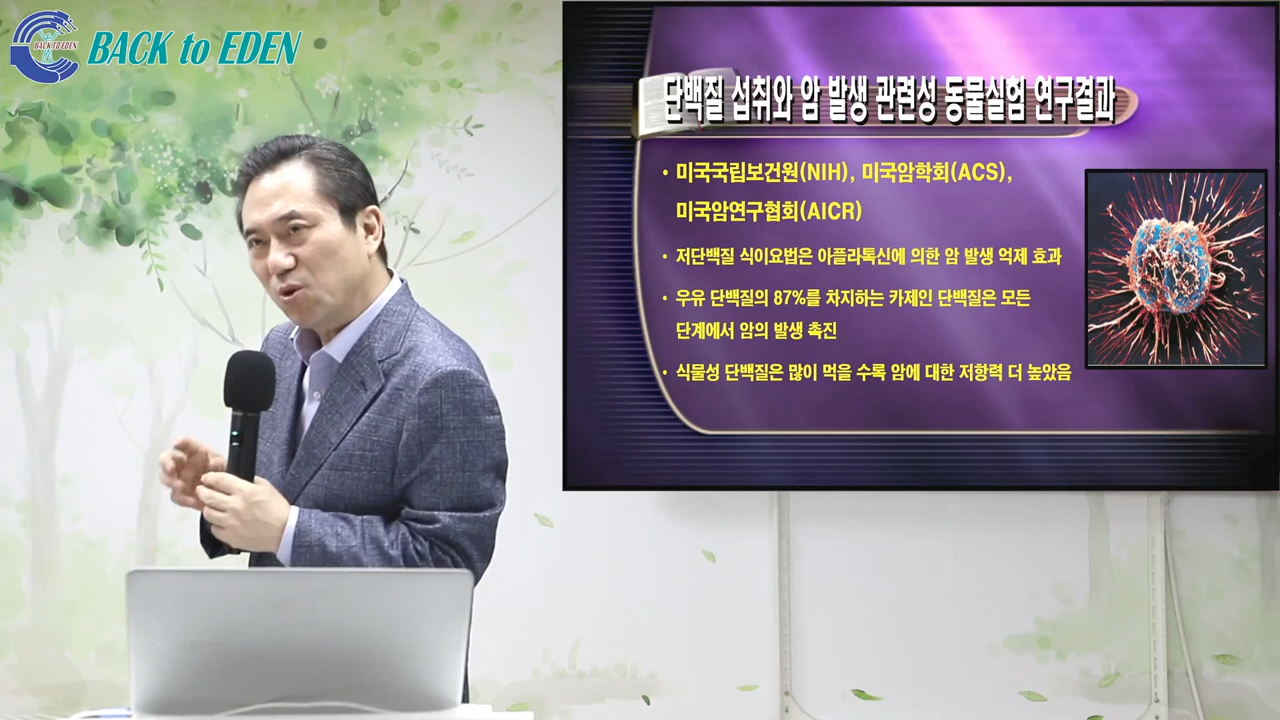 BACK TO EDEN
BACK to EDEN
단백질 섭취와 암 발생 관련성 동물실험 연구결과
• 미국국립보건원(NIH), 미국암학회(ACS),
미국암연구협회(AICR)
• 저단백질 식이요법은 아플라톡신에 의한 암 발생 억제 효과
• 우유 단백질의 87%를 차지하는 카제인 단백질은 모든
단계에서 암의 발생 촉진
• 식물성 단백질은 많이 먹을 수록 암에 대한 저항력 더 높았음